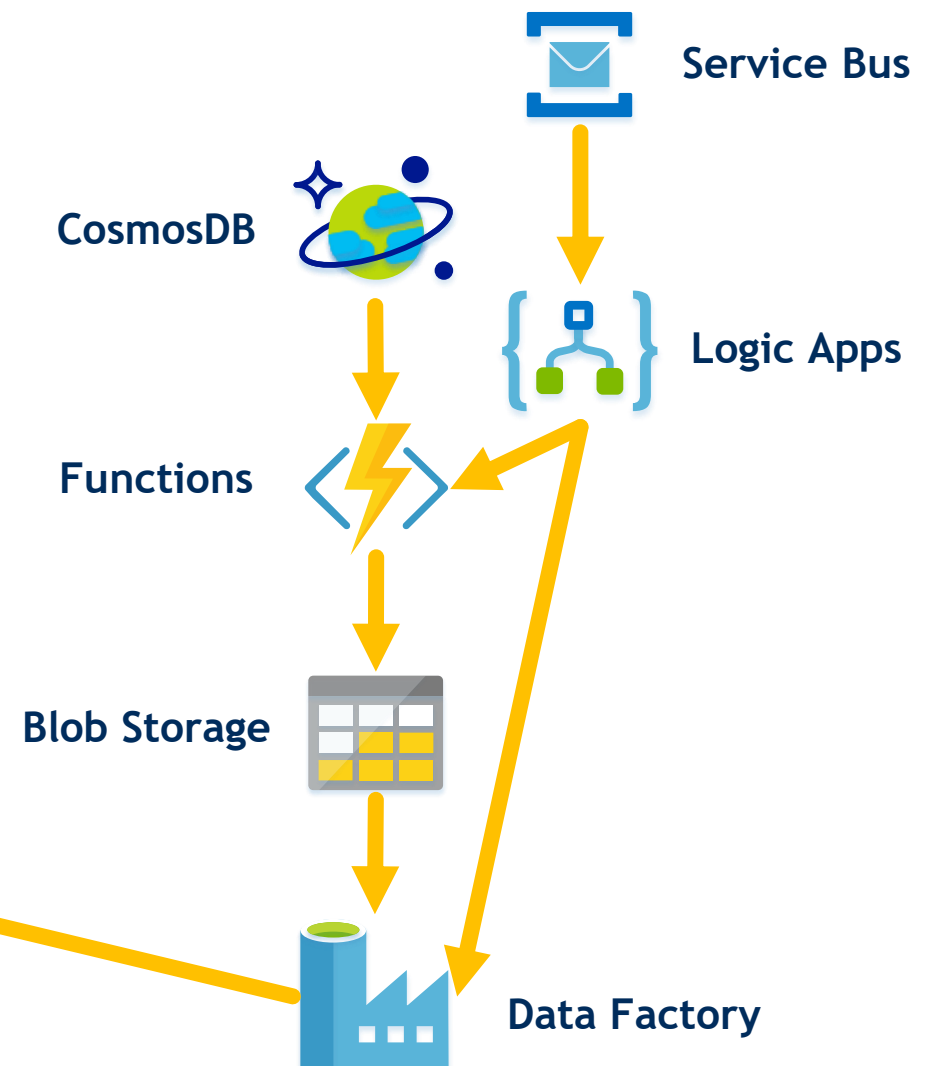 Service Bus
CosmosDB
Logic Apps
Functions
Blob Storage
Data Factory